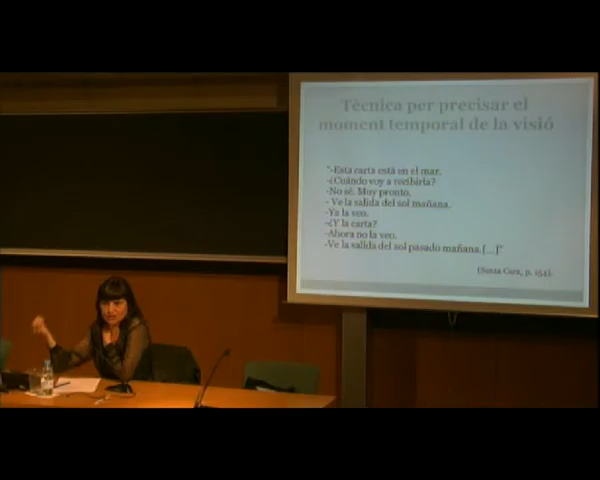 Tècnica per precisar el
moment temporal de la visió
"-Esta carta está en el mar.
-¿Cuándo voy a recibirla?
-No sé. Muy pronto.
- Ve la salida del sol mañana.
-Ya la veo.
-¿Y la carta?
-Ahora no la veo.
-Ve la salida del sol pasado mañana.[...]"
(Santa Cara, p. 154).